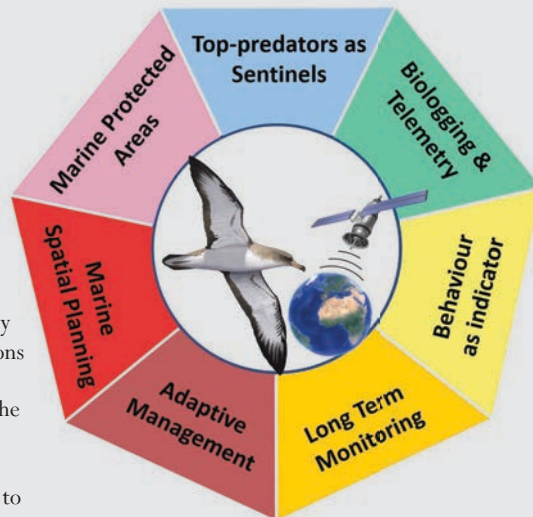 Top-predators as
Sentinels
Biologging &
Telemetry
Behaviour
as indicator
Long Term
Monitoring
Adaptive
Management
Marine
Spatial Planning
Marine Protected
Areas
y
ons
he
to